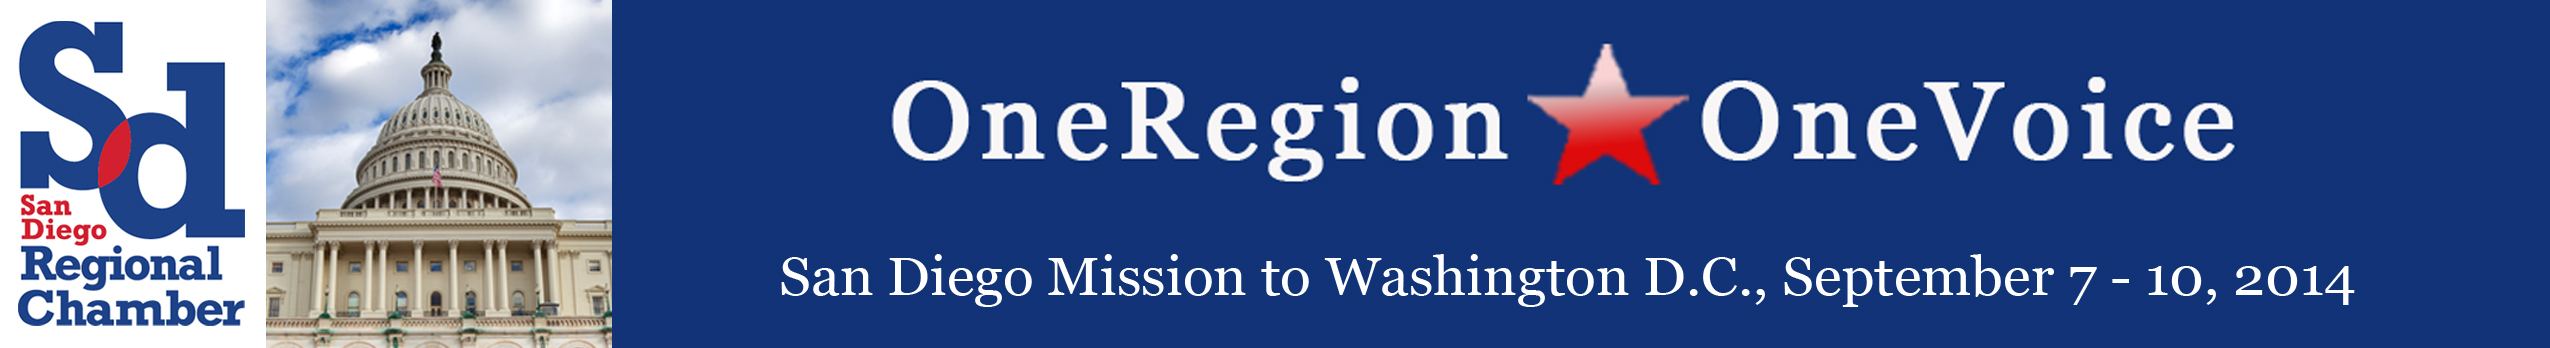 Sd
San
Diego
Regional
Chamber
OneRegion OneVoice
San Diego Mission to Washington D.C., September 7 - 10, 2014